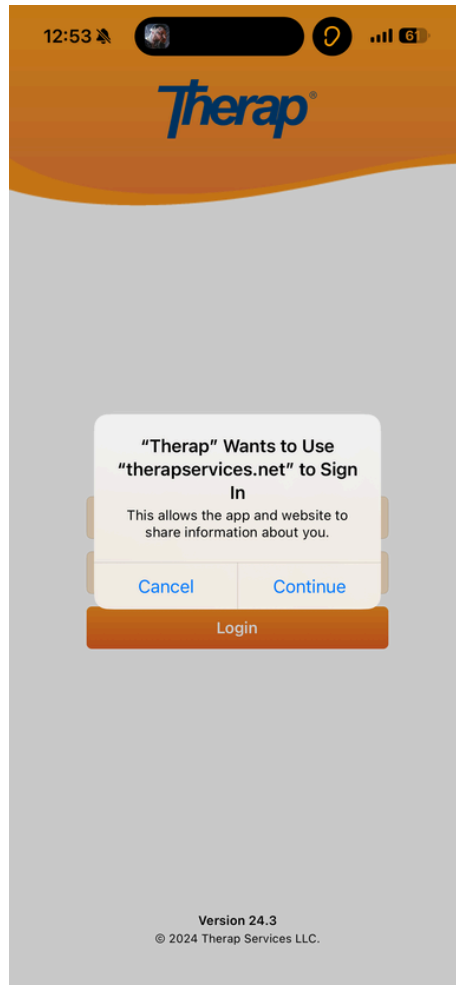 12:53
61
Therap®
“Therap” Wants to Use
“therapservices.net” to Sign
In
This allows the app and website to
share information about you.
Cancel
Continue
Login
Version 24.3
© 2024 Therap Services LLC.